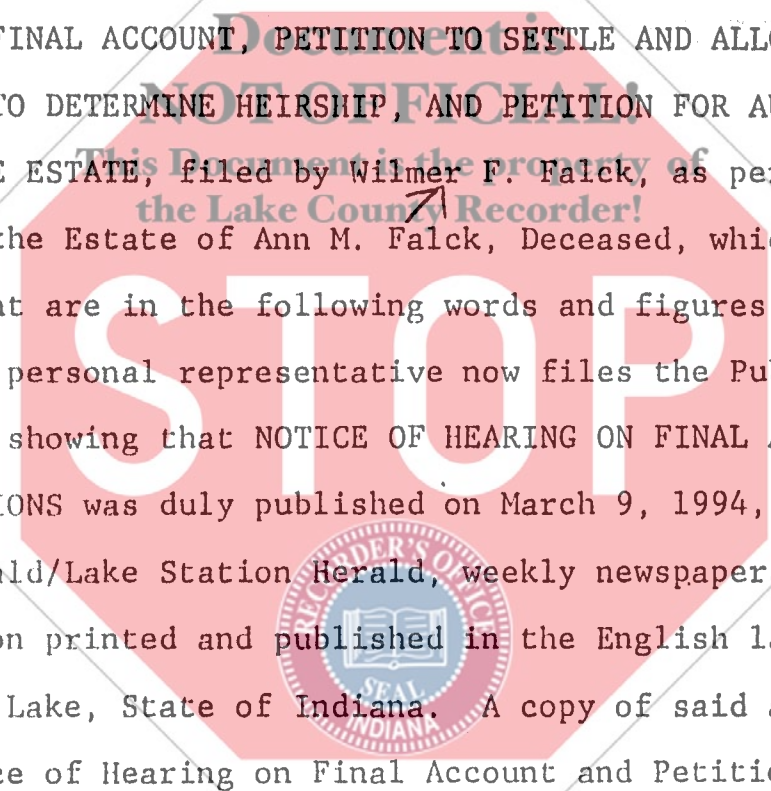 FINAL ACCOUNT, PETITION TO SETTLE AND ALLO
Document is
TO DETERMINE HEIRSHIP, AND PETITION FOR A
NOT OFFICIAL!
E ESTATE, filed by Wilmer F. Falck, as pe
This Document is the property of
the Lake County Recorder!
the Estate of Ann M. Falck, Deceased, whi
at are in the following words and figures
STOP
personal representative now files the Pu
showing that NOTICE OF HEARING ON FINAL
IONS was duly published on March 9, 1994,
ald/Lake Station Herald, weekly newspaper
on printed and published in the English la
Lake, State of Indiana. A copy of said a
ce of Hearing on Final Account and Petitio
RECORDER'S OFFICE
SEAL
INDIANA